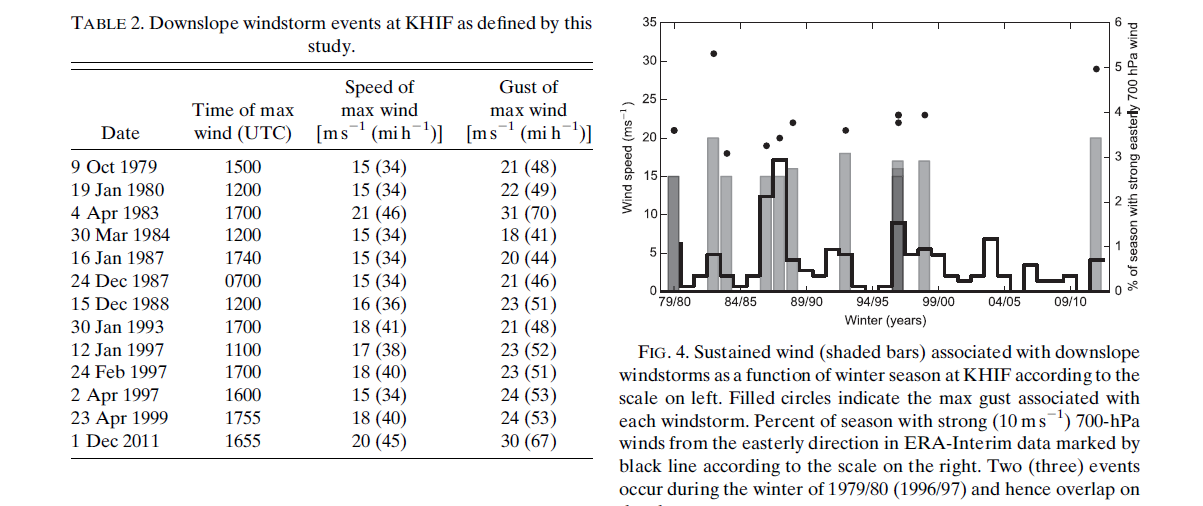 TABLE 2. Downslope windstorm events at KHIF as defined by this
study.
Date Time of max wind (UTC) Speed of max wind [m s−1 (mi h−1)] Gust of max wind [m s−1 (mi h−1)]
9 Oct 1979 1500 15 (34) 21 (48)
19 Jan 1980 1200 15 (34) 22 (49)
4 Apr 1983 1700 21 (46) 31 (70)
30 Mar 1984 1200 15 (34) 18 (41)
16 Jan 1987 1740 15 (34) 20 (44)
24 Dec 1987 0700 15 (34) 21 (46)
15 Dec 1988 1200 16 (36) 23 (51)
30 Jan 1993 1700 18 (41) 21 (48)
12 Jan 1997 1100 17 (38) 23 (52)
24 Feb 1997 1700 18 (40) 23 (51)
2 Apr 1997 1600 15 (34) 24 (53)
23 Apr 1999 1755 18 (40) 24 (53)
1 Dec 2011 1655 20 (45) 30 (67)
Wind speed (ms−1)
35
30
25
20
15
10
5
0
6
5
4
3
2
1
0
% of season with strong easterly 700 hPa wind
79/80 84/85 89/90 94/95 99/00 04/05 09/10
Winter (years)
FIG. 4. Sustained wind (shaded bars) associated with downslope
windstorms as a function of winter season at KHIF according to the
scale on left. Filled circles indicate the max gust associated with
each windstorm. Percent of season with strong (10 m s−1) 700-hPa
winds from the easterly direction in ERA-Interim data marked by
black line according to the scale on the right. Two (three) events
occur during the winter of 1979/80 (1996/97) and hence overlap on